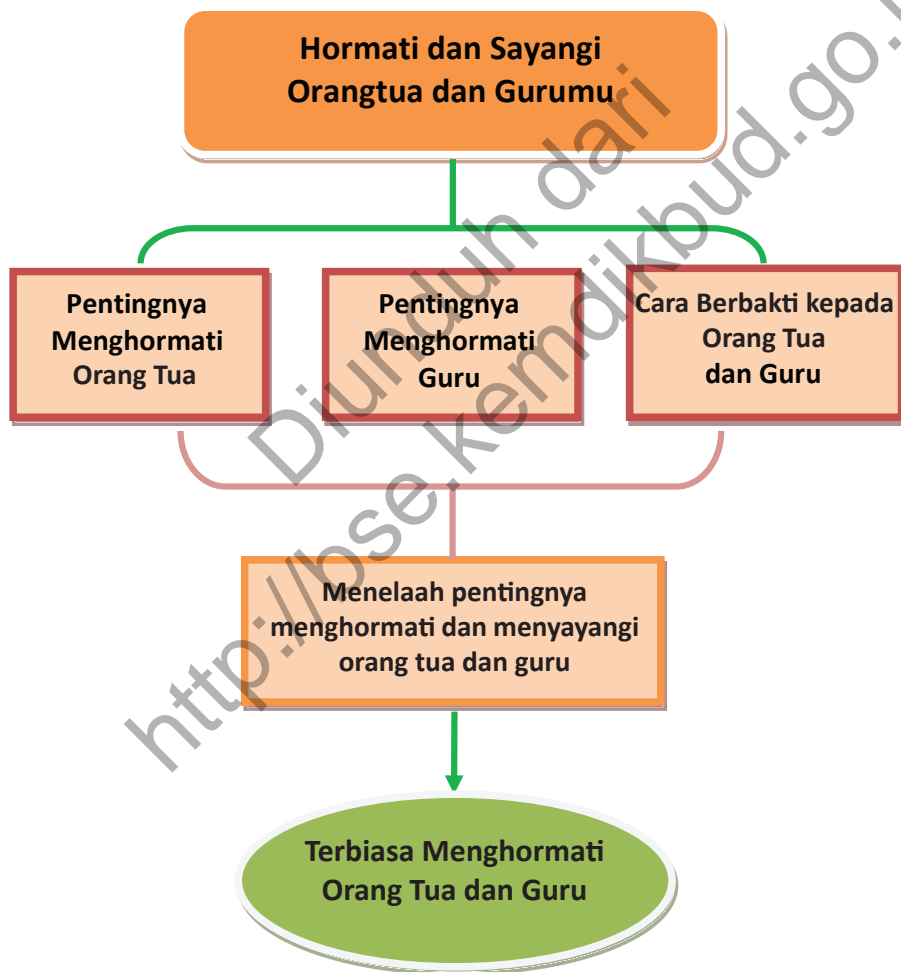 Hormati dan Sayangi
Orangtua dan Gurumu
Pentingnya
Menghormati
Orang Tua
Pentingnya
Menghormati
Guru
Cara Berbakti kepada
Orang Tua
dan Guru
Menelaah pentingnya
menghormati dan menyayangi
orang tua dan guru
Terbiasa Menghormati
Orang Tua dan Guru
Diunduh dari
http://bse.kemdikbud.go.